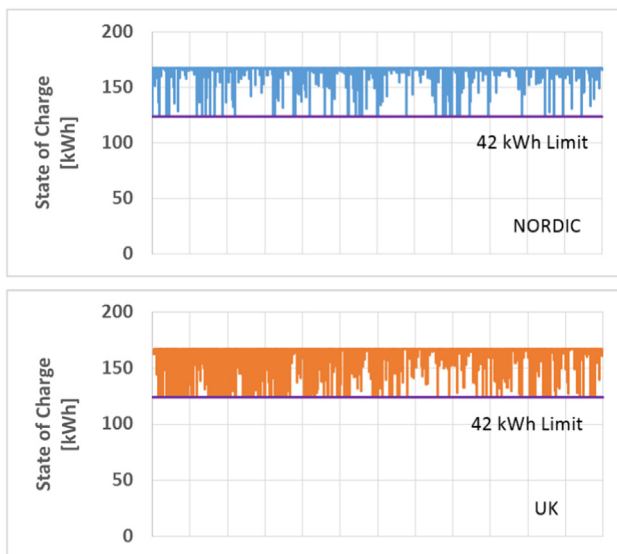 200
150
100
50
0
State of Charge
[kWh]
42 kWh Limit
NORDIC
200
150
100
50
0
State of Charge
[kWh]
42 kWh Limit
UK